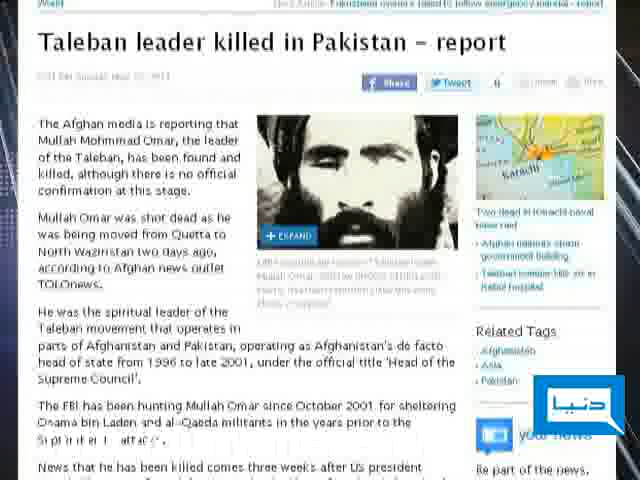 World
Taleban leader killed in Pakistan - report
Share
Tweet
The Afghan media is reporting that
Mullah Mohmmad Omar, the leader
of the Taleban, has been found and
killed, although there is no official
confirmation at this stage.
EXPAND
Karachi
Mullah Omar was shot dead as he
was being moved from Quetta to
North Waziristan two days ago,
according to Afghan news outlet
TOLOnews.
Two dead in Karachi naval
base raid
government building
Kabul hospital
He was the spiritual leader of the
Taleban movement that operates in
parts of Afghanistan and Pakistan, operating as Afghanistan's de facto
head of state from 1996 to late 2001, under the official title 'Head of the
Supreme Council'.
Related Tags
Afghanistan
Asia
Pakistan
دنیا
The FBI has been hunting Mullah Omar since October 2001 for sheltering
Osama bin Laden and al-Qaeda militants in the years prior to the
your news
News that he has been killed comes three weeks after US president
Be part of the news,